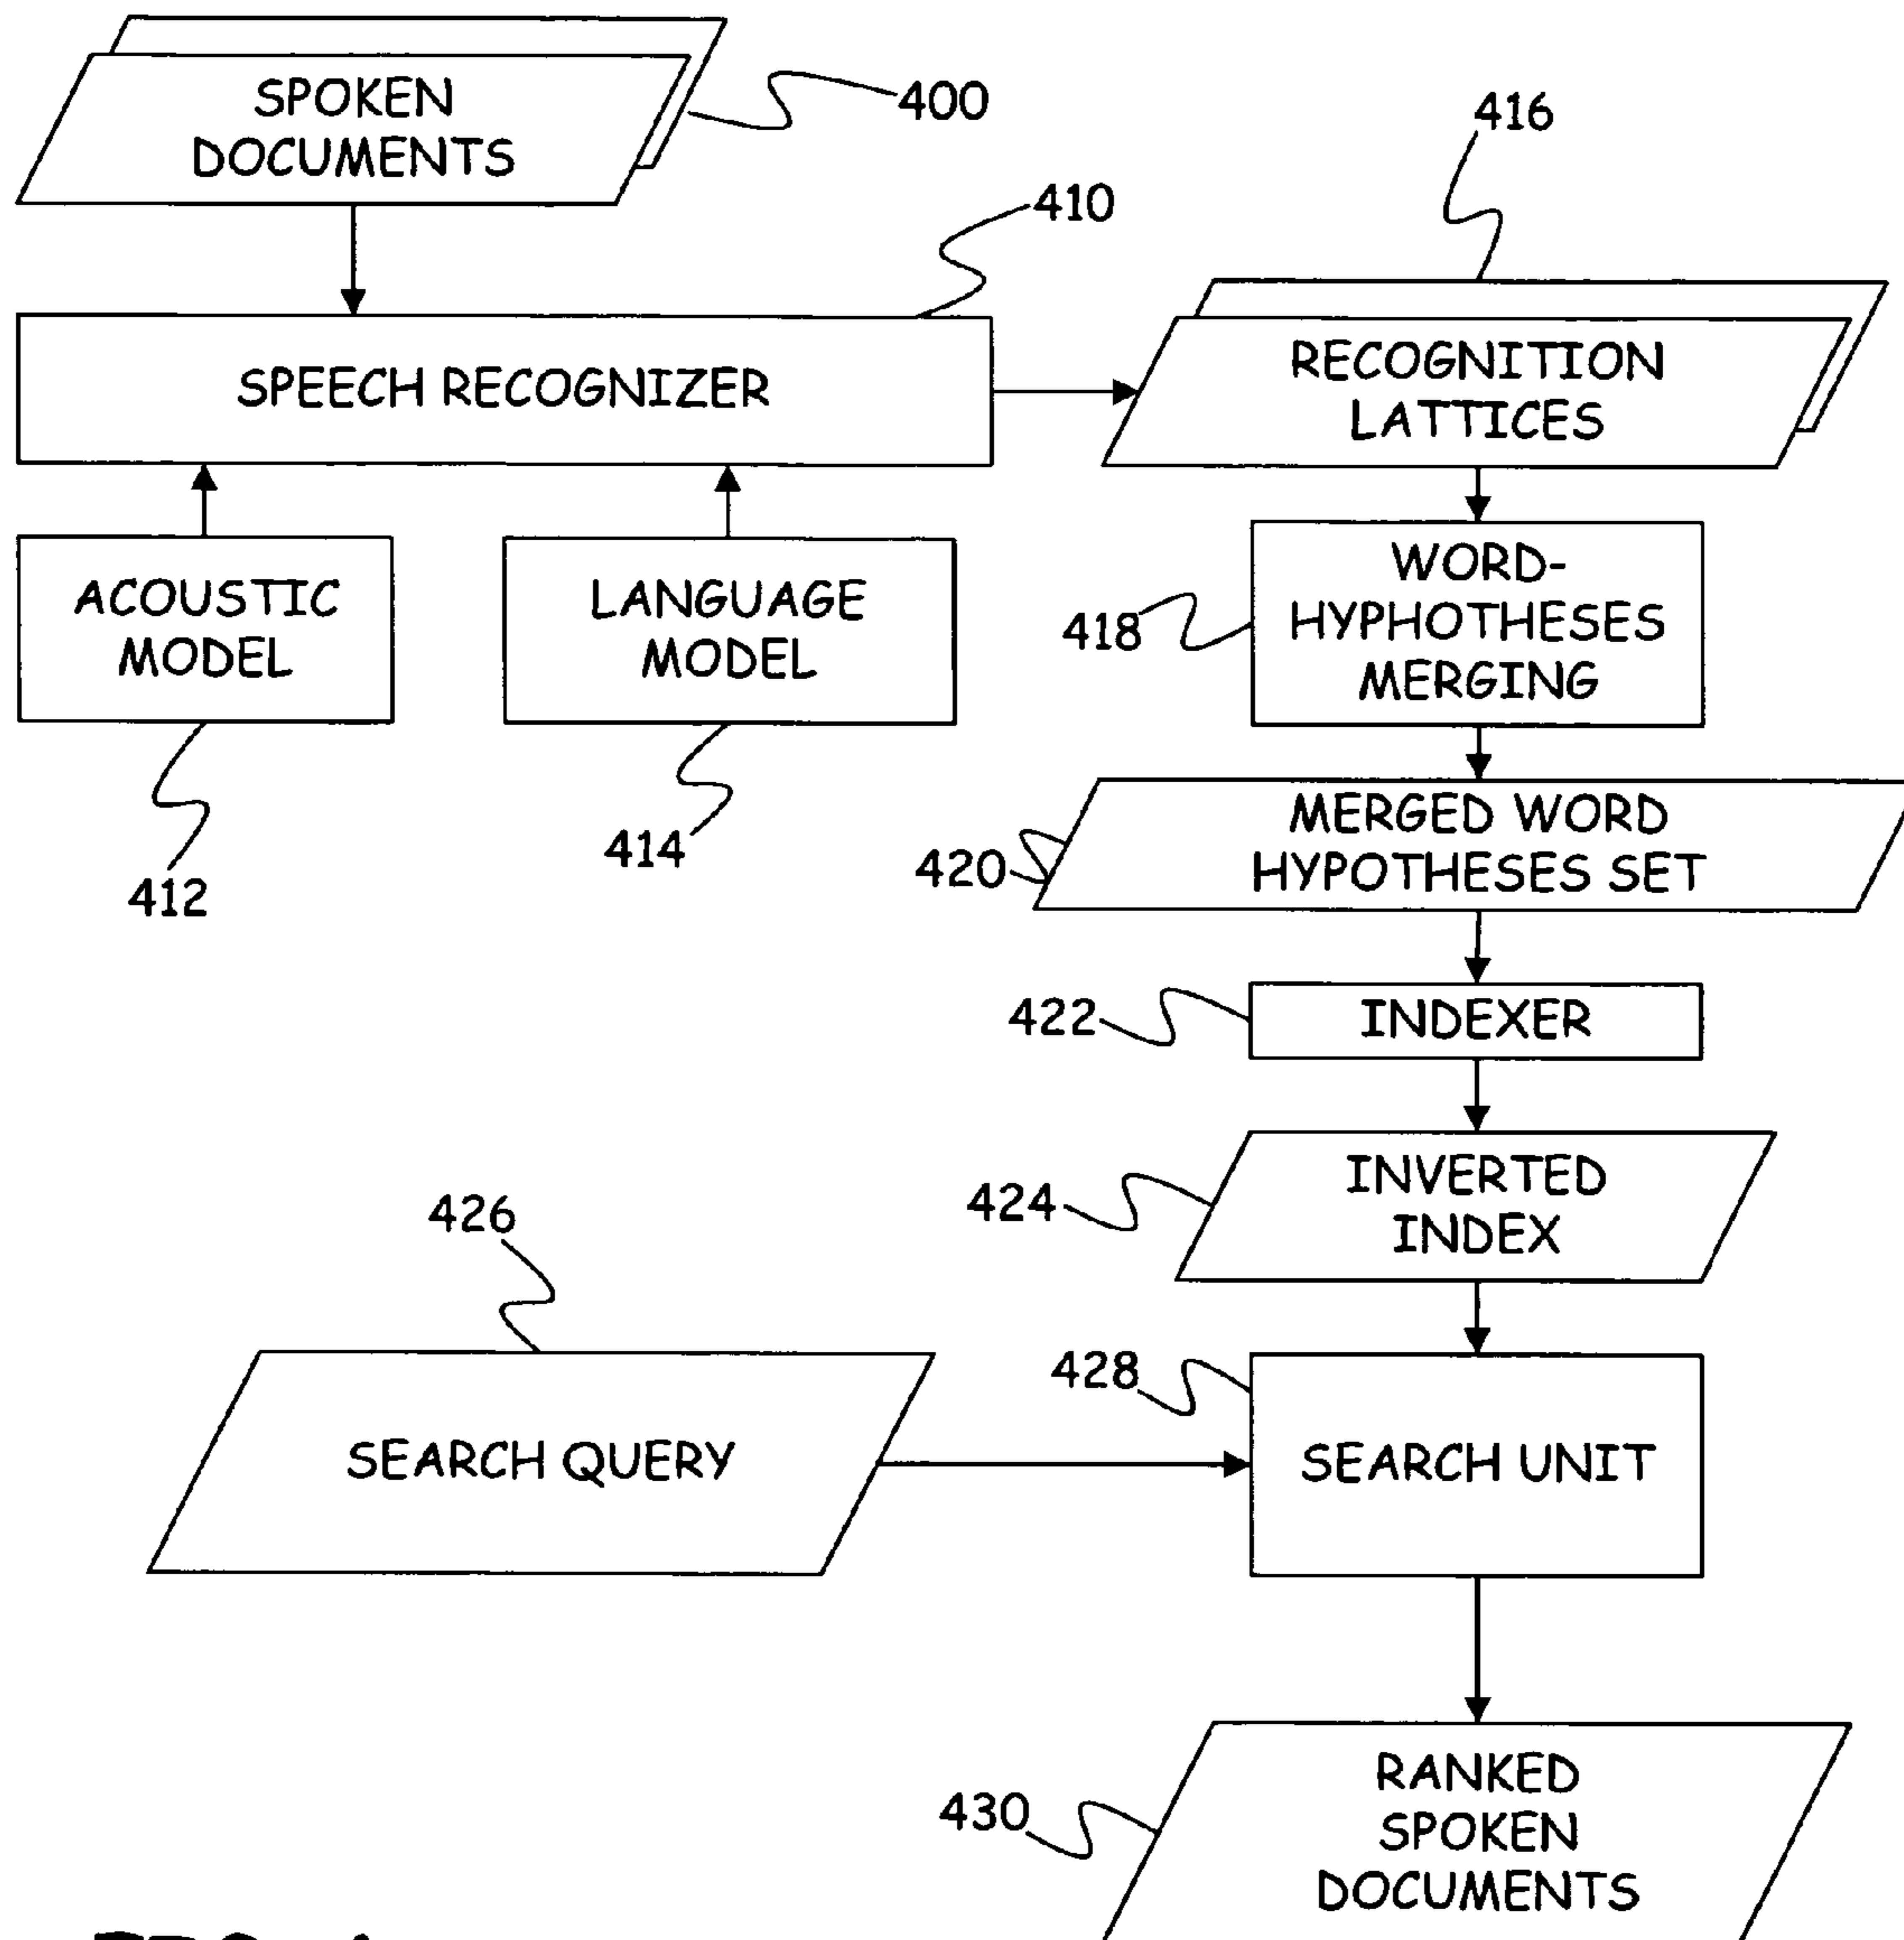 SPOKEN
DOCUMENTS
400
416
410
SPEECH RECOGNIZER
RECOGNITION
LATTICES
ACOUSTIC
MODEL
LANGUAGE
MODEL
418
WORD-
HYPHOTHESES
MERGING
412
414
420
MERGED WORD
HYPOTHESES SET
422
INDEXER
424
INVERTED
INDEX
426
428
SEARCH QUERY
SEARCH UNIT
430
RANKED
SPOKEN
DOCUMENTS